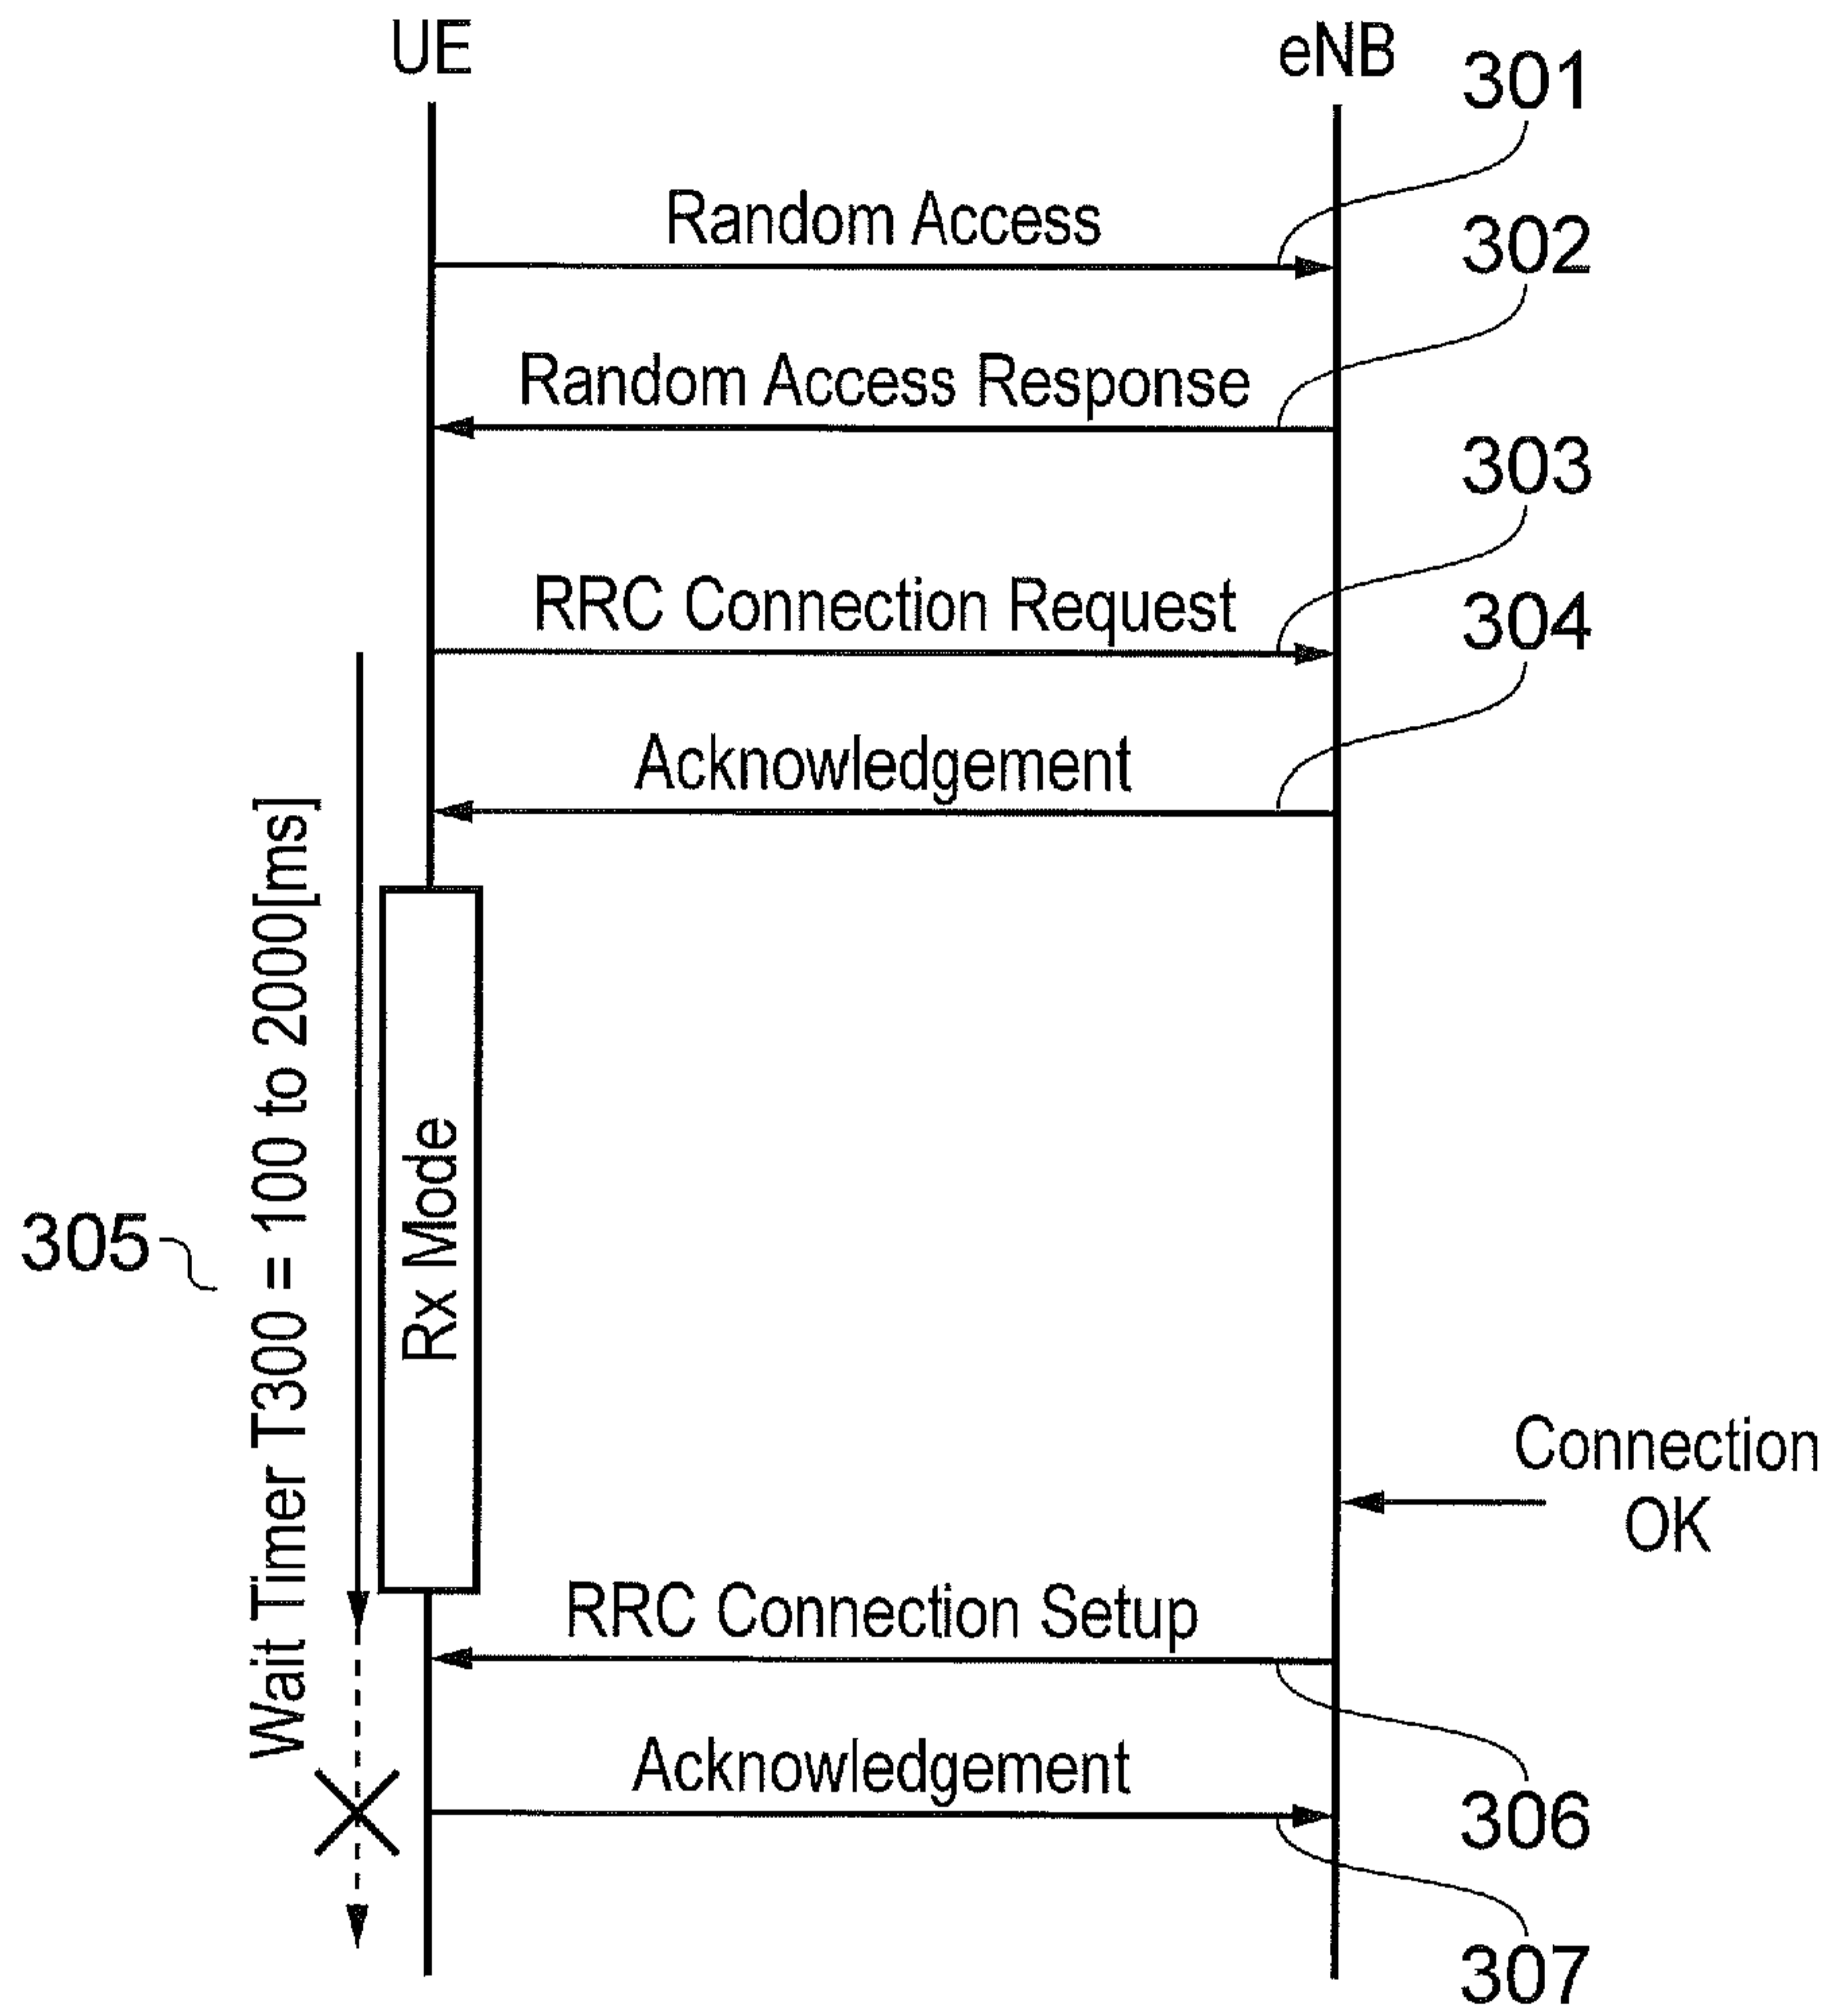 UE
eNB
301
Random Access
302
Random Access Response
303
RRC Connection Request
304
Acknowledgement
Wait Timer T300 = 100 to 2000[ms]
305
Rx Mode
Connection
OK
RRC Connection Setup
306
Acknowledgement
307